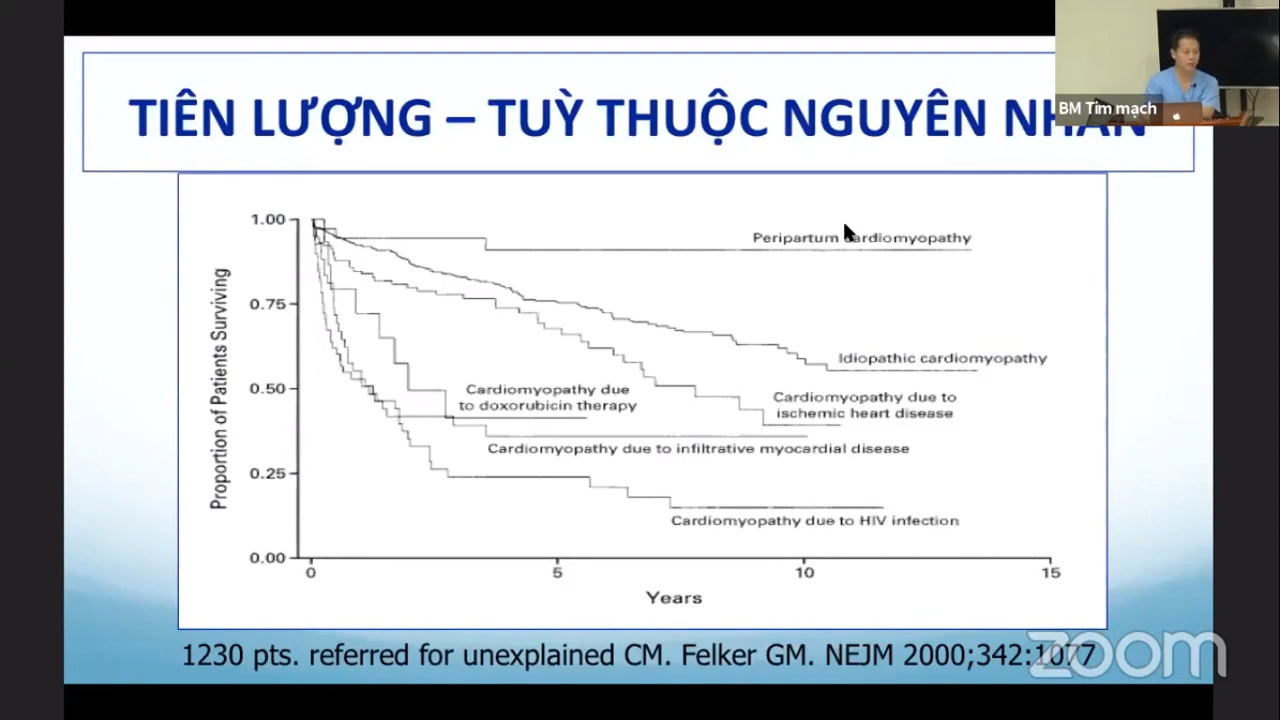 TIÊN LƯỢNG – TUỲ THUỘC NGUYÊN NHÂN
BM Tim mạch
1.00
0.75
0.50
0.25
0.00
Proportion of Patients Surviving
Peripartum cardiomyopathy
Idiopathic cardiomyopathy
Cardiomyopathy due
to doxorubicin therapy
Cardiomyopathy due to
ischemic heart disease
Cardiomyopathy due to infiltrative myocardial disease
Cardiomyopathy due to HIV infection
0 5 10 15
Years
1230 pts. referred for unexplained CM. Felker GM. NEJM 2000;342:1077
zoom